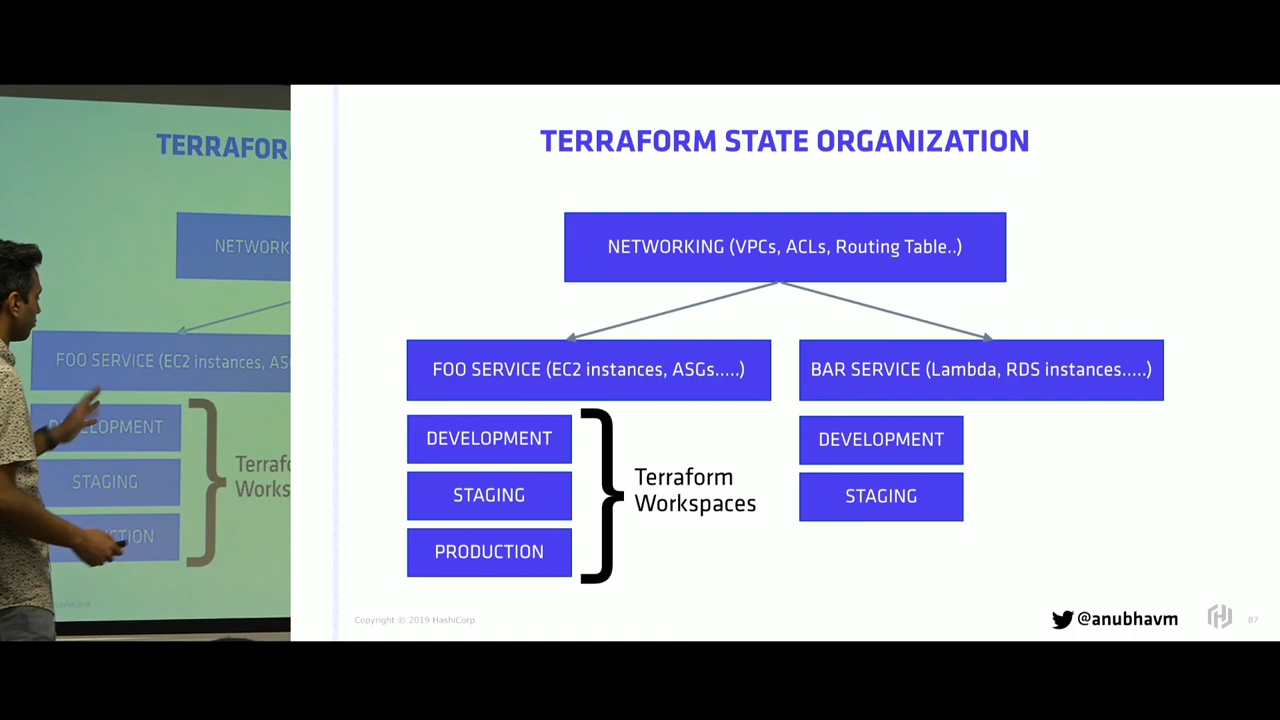 TERRAFORM STATE ORGANIZATION
NETWORKING (VPCs, ACLs, Routing Table..)
FOO SERVICE (EC2 instances, ASGs.....)
BAR SERVICE (Lambda, RDS instances.....)
DEVELOPMENT
STAGING
PRODUCTION
Terraform
Workspaces
DEVELOPMENT
STAGING
Copyright © 2019 HashiCorp
@anubhavm
87
TERRAFOR
NETWORK
FOO SERVICE (EC2 instances, AS
STAGING
Terraf
Works